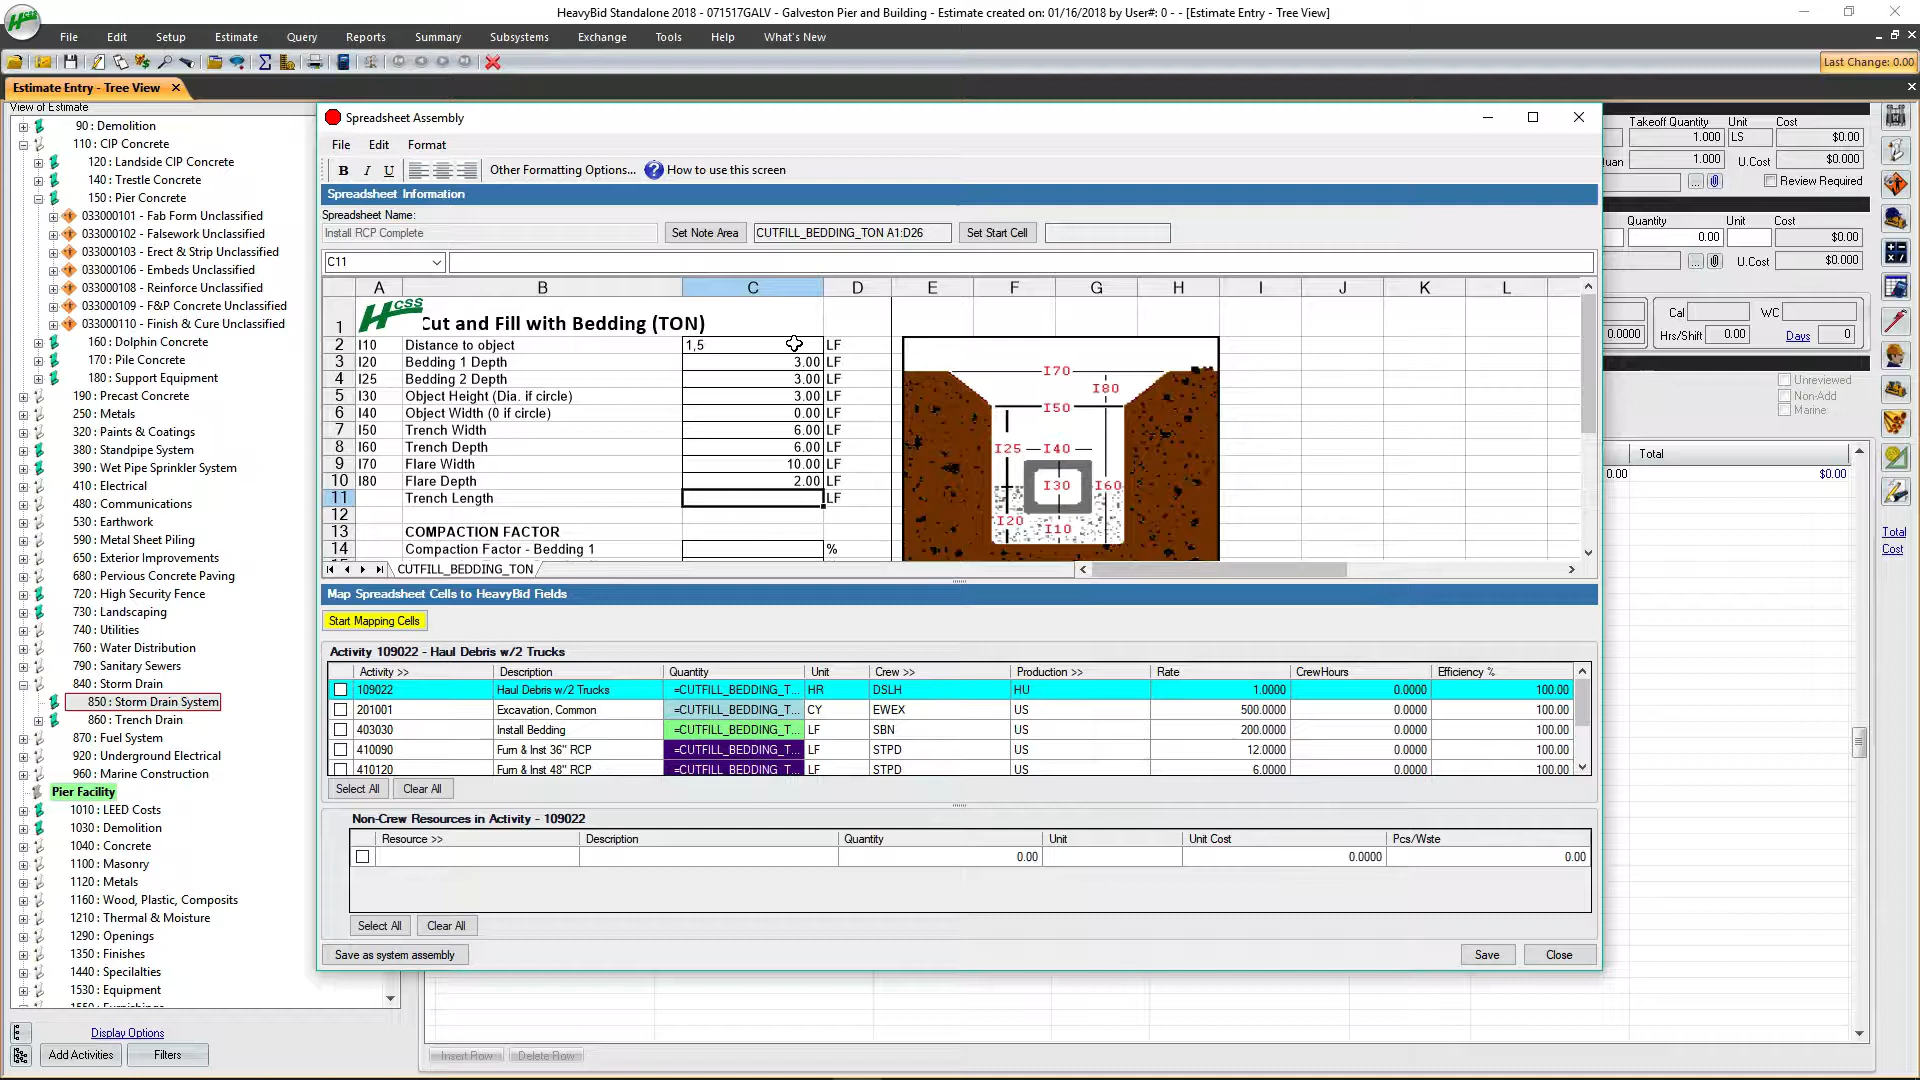 HeavyBid Standalone 2018 - 071517GALV - Galveston Pier and Building - Estimate created on: 01/16/2018 by User#: 0 - - [Estimate Entry - Tree View]
HCSS
File Edit Setup Estimate Query Reports Summary Subsystems Exchange Tools Help What's New
Last Change: 0.00
Estimate Entry - Tree View
View of Estimate
90 : Demolition
110 : CIP Concrete
120 : Landside CIP Concrete
140 : Trestle Concrete
150 : Pier Concrete
033000101 - Fab Form Unclassified
033000102 - Falsework Unclassified
033000103 - Erect & Strip Unclassified
033000106 - Embeds Unclassified
033000108 - Reinforce Unclassified
033000109 - F&P Concrete Unclassified
033000110 - Finish & Cure Unclassified
160 : Dolphin Concrete
170 : Pile Concrete
180 : Support Equipment
190 : Precast Concrete
250 : Metals
320 : Paints & Coatings
380 : Standpipe System
390 : Wet Pipe Sprinkler System
410 : Electrical
480 : Communications
530 : Earthwork
590 : Metal Sheet Piling
650 : Exterior Improvements
680 : Pervious Concrete Paving
720 : High Security Fence
730 : Landscaping
740 : Utilities
760 : Water Distribution
790 : Sanitary Sewers
840 : Storm Drain
850 : Storm Drain System
860 : Trench Drain
870 : Fuel System
920 : Underground Electrical
960 : Marine Construction
Pier Facility
1010 : LEED Costs
1030 : Demolition
1040 : Concrete
1100 : Masonry
1120 : Metals
1160 : Wood, Plastic, Composits
1210 : Thermal & Moisture
1290 : Openings
1350 : Finishes
1440 : Specilalties
1530 : Equipment
Display Options
Add Activities Filters
Spreadsheet Assembly
File Edit Format
B I U Other Formatting Options... ? How to use this screen
Spreadsheet Information
Spreadsheet Name:
Install RCP Complete Set Note Area CUTFILL_BEDDING_TON A1:D26 Set Start Cell
C11
A B C D E F G H I J K L
1 HCSS Cut and Fill with Bedding (TON)
2 I10 Distance to object 1,5 LF
3 I20 Bedding 1 Depth 3.00 LF
4 I25 Bedding 2 Depth 3.00 LF
5 I30 Object Height (Dia. if circle) 3.00 LF
6 I40 Object Width (0 if circle) 0.00 LF
7 I50 Trench Width 6.00 LF
8 I60 Trench Depth 6.00 LF
9 I70 Flare Width 10.00 LF
10 I80 Flare Depth 2.00 LF
11 Trench Length LF
12
13 COMPACTION FACTOR
14 Compaction Factor - Bedding 1 %
I70
I80
I50
I25 I40
I30 I60
I20 I10
CUTFILL_BEDDING_TON
Map Spreadsheet Cells to HeavyBid Fields
Start Mapping Cells
Activity 109022 - Haul Debris w/2 Trucks
Activity >> Description Quantity Unit Crew >> Production >> Rate CrewHours Efficiency %
109022 Haul Debris w/2 Trucks =CUTFILL_BEDDING_T... HR DSLH HU 1.0000 0.0000 100.00
201001 Excavation, Common =CUTFILL_BEDDING_T... CY EWEX US 500.0000 0.0000 100.00
403030 Install Bedding =CUTFILL_BEDDING_T... LF SBN US 200.0000 0.0000 100.00
410090 Furn & Inst 36" RCP =CUTFILL_BEDDING_T... LF STPD US 12.0000 0.0000 100.00
410120 Furn & Inst 48" RCP =CUTFILL_BEDDING_T... LF STPD US 6.0000 0.0000 100.00
Select All Clear All
Non-Crew Resources in Activity - 109022
Resource >> Description Quantity Unit Unit Cost Pcs/Wste
0.00 0.0000 0.00
Select All Clear All
Save as system assembly Save Close
Insert Row Delete Row
Takeoff Quantity Unit Cost
1.000 LS $0.00
Quan 1.000 U.Cost $0.000
... Review Required
Quantity Unit Cost
0.00 $0.00
... U.Cost $0.000
Cal WC
0.0000 Hrs/Shift 0.00 Days 0
Unreviewed
Non-Add
Marine
Total
0.00 $0.00
Total
Cost